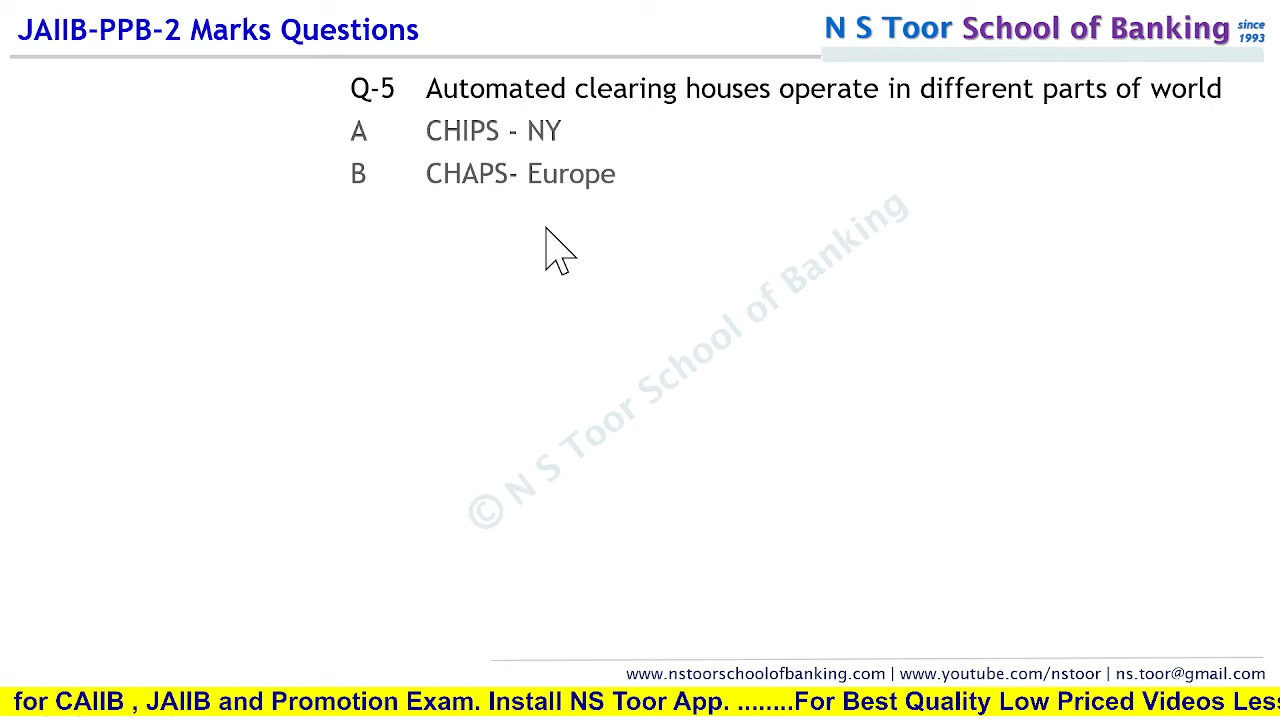 JAIIB-PPB-2 Marks Questions
N S Toor School of Banking since 1993
Q-5 Automated clearing houses operate in different parts of world
A CHIPS - NY
B CHAPS- Europe
© N S Toor School of Banking
www.nstoorschoolofbanking.com | www.youtube.com/nstoor | ns.toor@gmail.com
for CAIIB , JAIIB and Promotion Exam. Install NS Toor App. ........For Best Quality Low Priced Videos Less